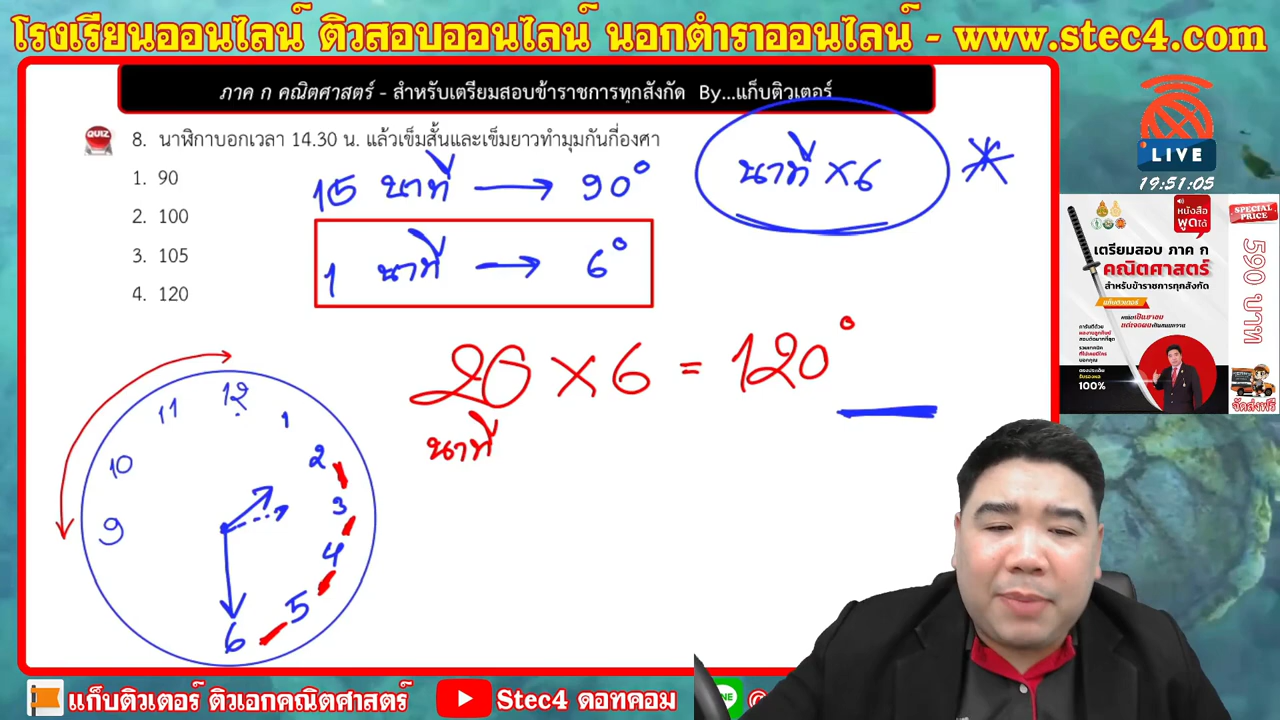 โรงเรียนออนไลน์ ติวสอบออนไลน์ นอกตำราออนไลน์ - www.stec4.com
ภาค ก คณิตศาสตร์ - สำหรับเตรียมสอบข้าราชการทุกสังกัด By...แก็บติวเตอร์
QUIZ
8. นาฬิกาบอกเวลา 14.30 น. แล้วเข็มสั้นและเข็มยาวทำมุมกันกี่องศา
1. 90
2. 100
3. 105
4. 120
15 นาที → 90°
1 นาที → 6°
นาที × 6
20 × 6 = 120°
นาที
12
1
2
3
4
5
6
9
10
11
LIVE
19:51:05
หนังสือ
พูดได้
SPECIAL
PRICE
เตรียมสอบ ภาค ก
คณิตศาสตร์
สำหรับข้าราชการทุกสังกัด
แก๊บติวเตอร์
100%
590 บาท
จัดส่งฟรี
แก็บติวเตอร์ ติวเอกคณิตศาสตร์
Stec4 ดอทคอม
@